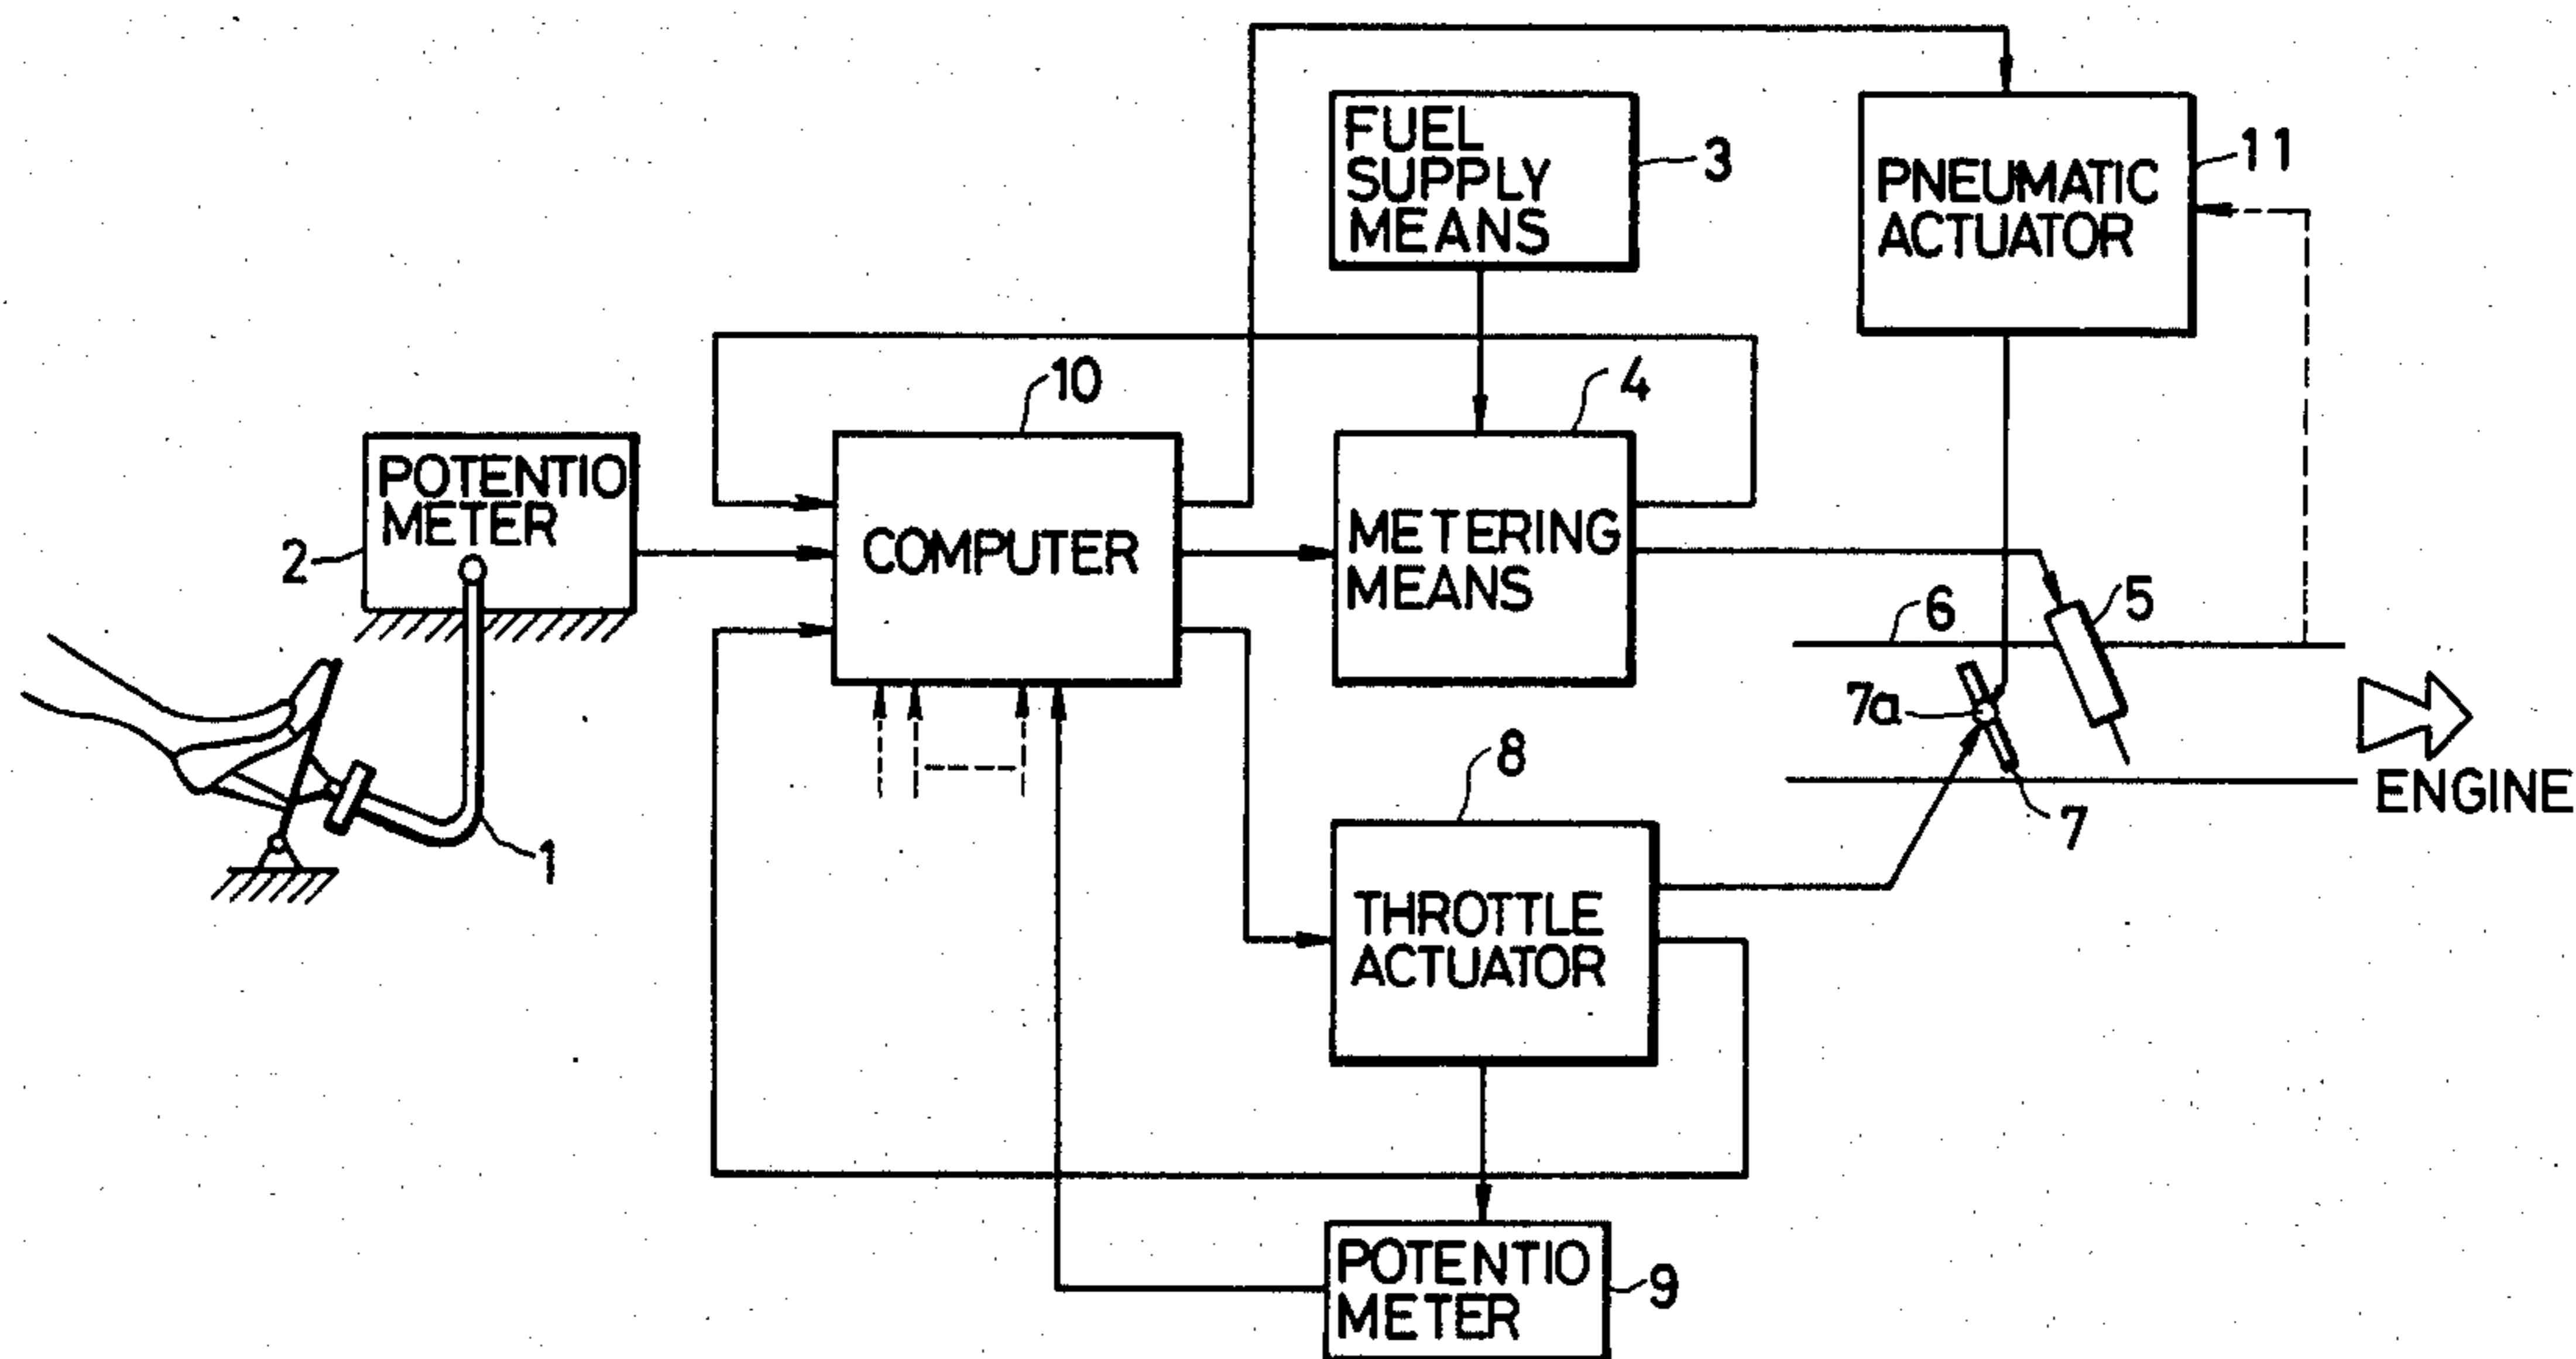 FUEL
SUPPLY
MEANS
3
PNEUMATIC
ACTUATOR
11
10
4
POTENTIO
METER
2
COMPUTER
METERING
MEANS
6
5
7a
7
ENGINE
1
8
THROTTLE
ACTUATOR
POTENTIO
METER
9